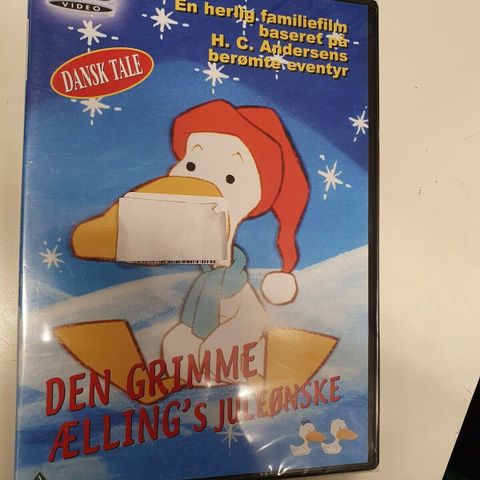 VIDEO
En herlig familiefilm
baseret på
H. C. Andersens
berømte eventyr
DANSK TALE
DEN GRIMME
ÆLLING's JULEØNSKE